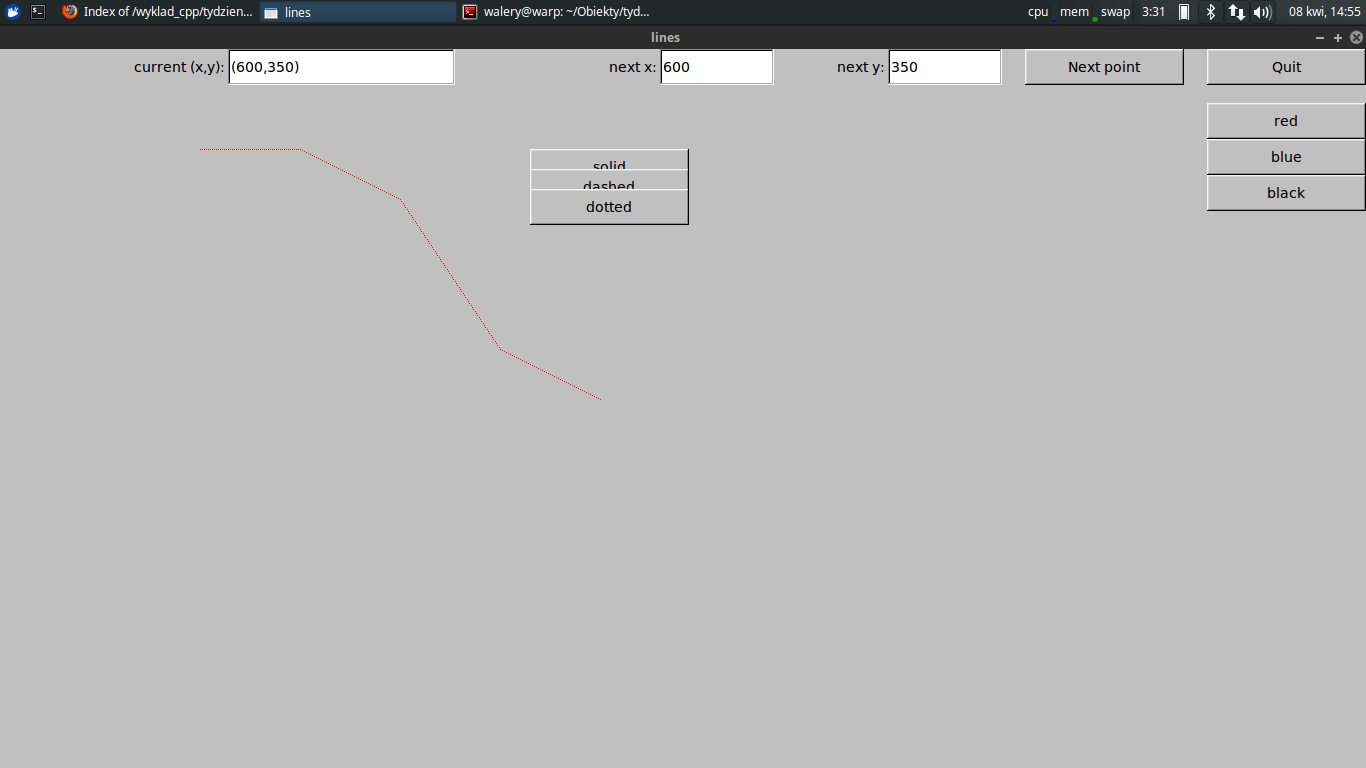 Index of /wyklad_cpp/tydzien... lines walery@warp: ~/Obiekty/tyd... cpu mem swap 3:31 08 kwi, 14:55
lines
current (x,y): (600,350) next x: 600 next y: 350 Next point Quit
red
blue
black
solid
dashed
dotted